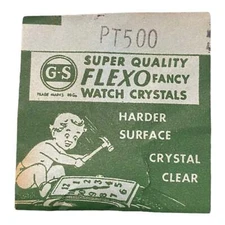 PT500
G-S
SUPER QUALITY
FLEXO FANCY
WATCH CRYSTALS
TRADE MARKS REG.
HARDER
SURFACE
CRYSTAL
CLEAR